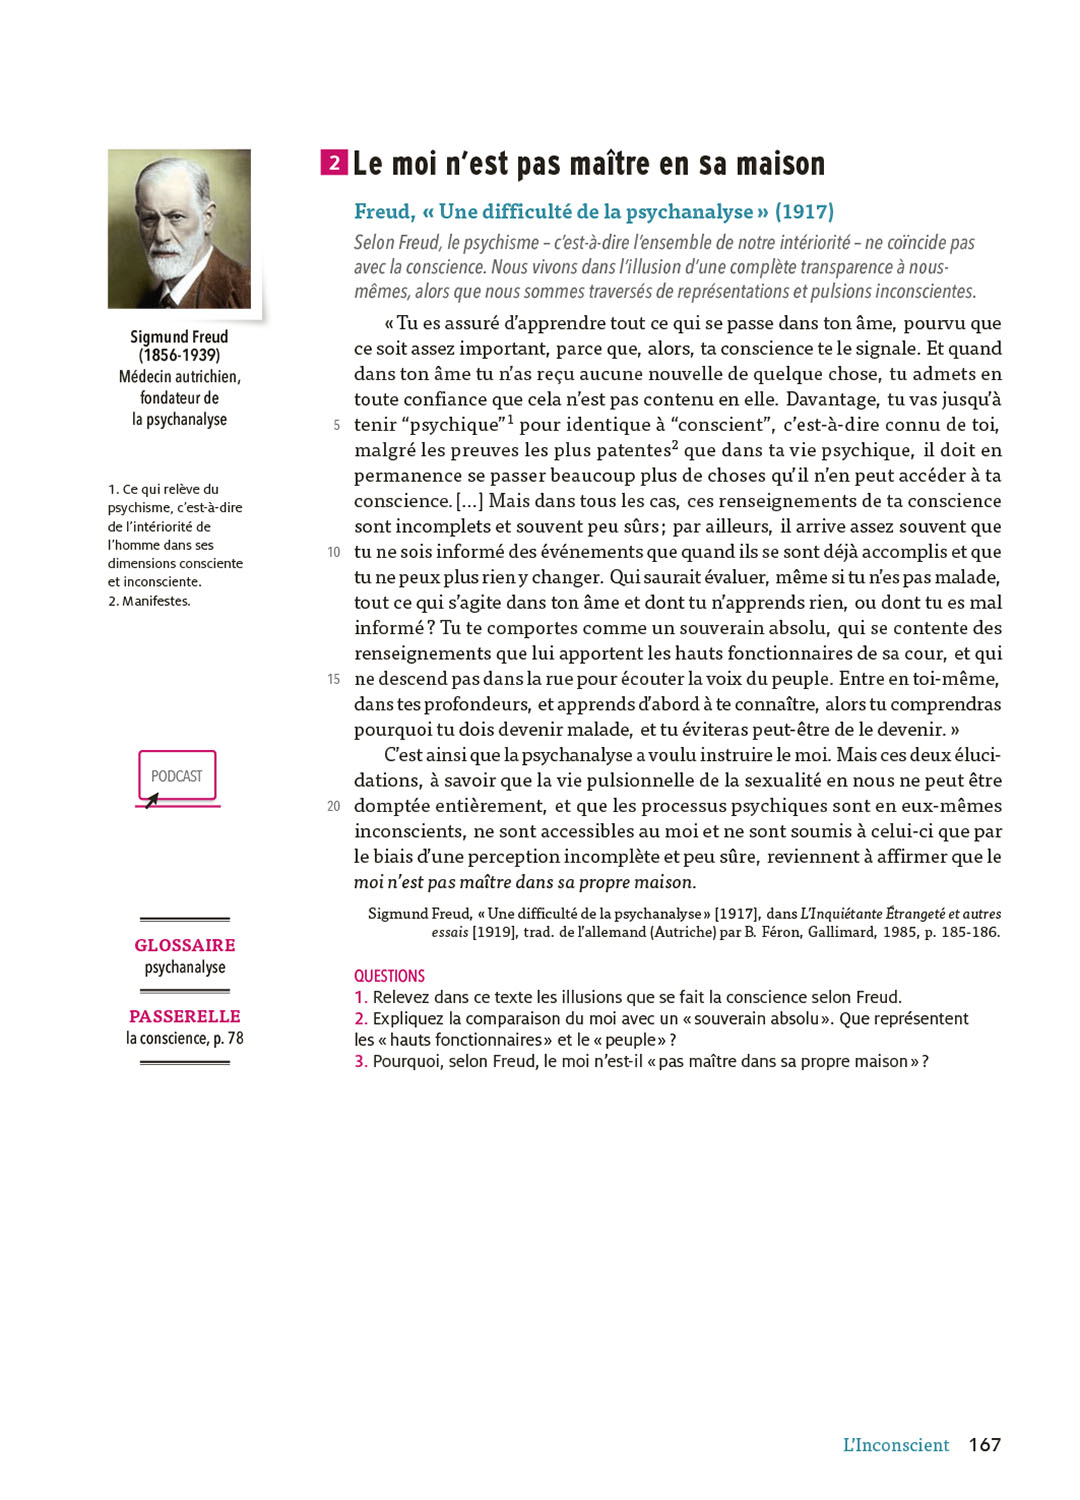 2 Le moi n’est pas maître en sa maison
Freud, « Une difficulté de la psychanalyse » (1917)
Selon Freud, le psychisme – c’est-à-dire l’ensemble de notre intériorité – ne coïncide pas
avec la conscience. Nous vivons dans l’illusion d’une complète transparence à nous-
mêmes, alors que nous sommes traversés de représentations et pulsions inconscientes.
« Tu es assuré d’apprendre tout ce qui se passe dans ton âme, pourvu que
ce soit assez important, parce que, alors, ta conscience te le signale. Et quand
dans ton âme tu n’as reçu aucune nouvelle de quelque chose, tu admets en
toute confiance que cela n’est pas contenu en elle. Davantage, tu vas jusqu’à
5 tenir “psychique”1 pour identique à “conscient”, c’est-à-dire connu de toi,
malgré les preuves les plus patentes2 que dans ta vie psychique, il doit en
permanence se passer beaucoup plus de choses qu’il n’en peut accéder à ta
conscience. [...] Mais dans tous les cas, ces renseignements de ta conscience
sont incomplets et souvent peu sûrs ; par ailleurs, il arrive assez souvent que
10 tu ne sois informé des événements que quand ils se sont déjà accomplis et que
tu ne peux plus rien y changer. Qui saurait évaluer, même si tu n’es pas malade,
tout ce qui s’agite dans ton âme et dont tu n’apprends rien, ou dont tu es mal
informé ? Tu te comportes comme un souverain absolu, qui se contente des
renseignements que lui apportent les hauts fonctionnaires de sa cour, et qui
15 ne descend pas dans la rue pour écouter la voix du peuple. Entre en toi-même,
dans tes profondeurs, et apprends d’abord à te connaître, alors tu comprendras
pourquoi tu dois devenir malade, et tu éviteras peut-être de le devenir. »
C’est ainsi que la psychanalyse a voulu instruire le moi. Mais ces deux éluci-
dations, à savoir que la vie pulsionnelle de la sexualité en nous ne peut être
20 domptée entièrement, et que les processus psychiques sont en eux-mêmes
inconscients, ne sont accessibles au moi et ne sont soumis à celui-ci que par
le biais d’une perception incomplète et peu sûre, reviennent à affirmer que le
moi n’est pas maître dans sa propre maison.
Sigmund Freud, « Une difficulté de la psychanalyse » [1917], dans L’Inquiétante Étrangeté et autres
essais [1919], trad. de l’allemand (Autriche) par B. Féron, Gallimard, 1985, p. 185-186.
QUESTIONS
1. Relevez dans ce texte les illusions que se fait la conscience selon Freud.
2. Expliquez la comparaison du moi avec un « souverain absolu ». Que représentent
les « hauts fonctionnaires » et le « peuple » ?
3. Pourquoi, selon Freud, le moi n’est-il « pas maître dans sa propre maison » ?
Sigmund Freud
(1856-1939)
Médecin autrichien,
fondateur de
la psychanalyse
1. Ce qui relève du
psychisme, c’est-à-dire
de l’intériorité de
l’homme dans ses
dimensions consciente
et inconsciente.
2. Manifestes.
PODCAST
GLOSSAIRE
psychanalyse
PASSERELLE
la conscience, p. 78
L’Inconscient 167